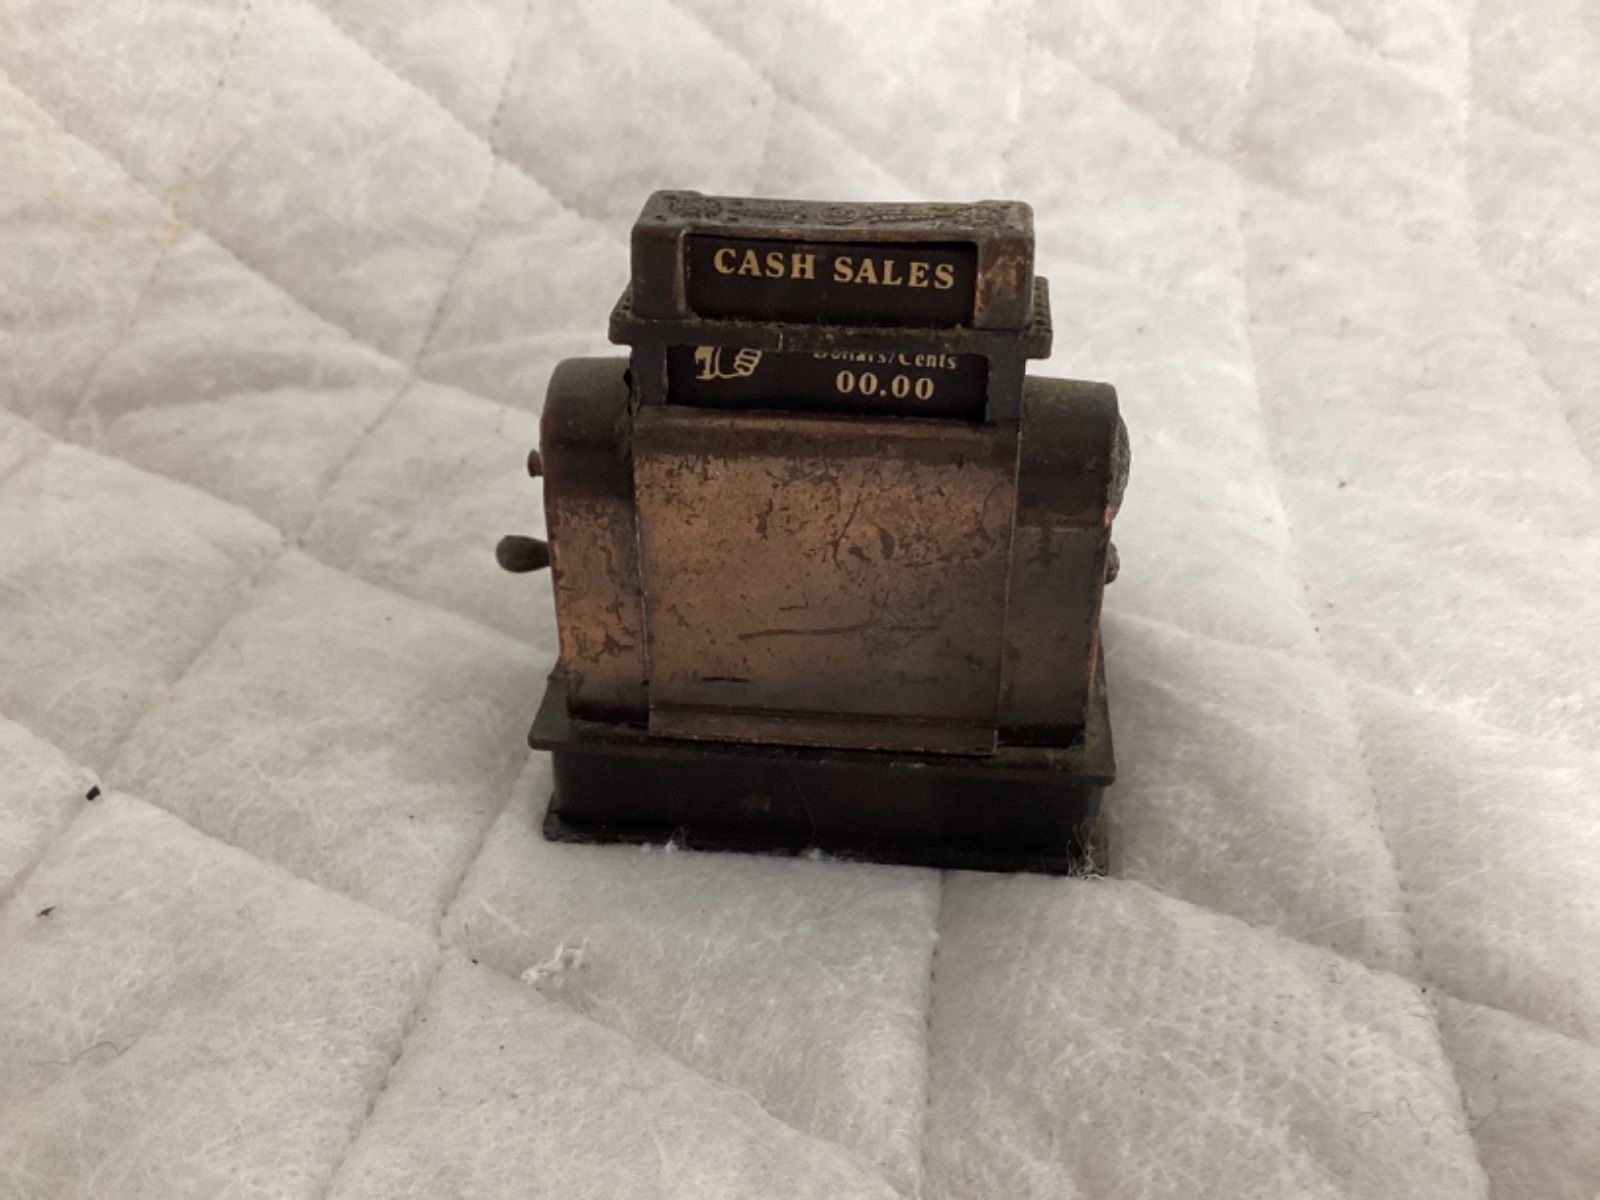 CASH SALES
Dollars/Cents
00.00